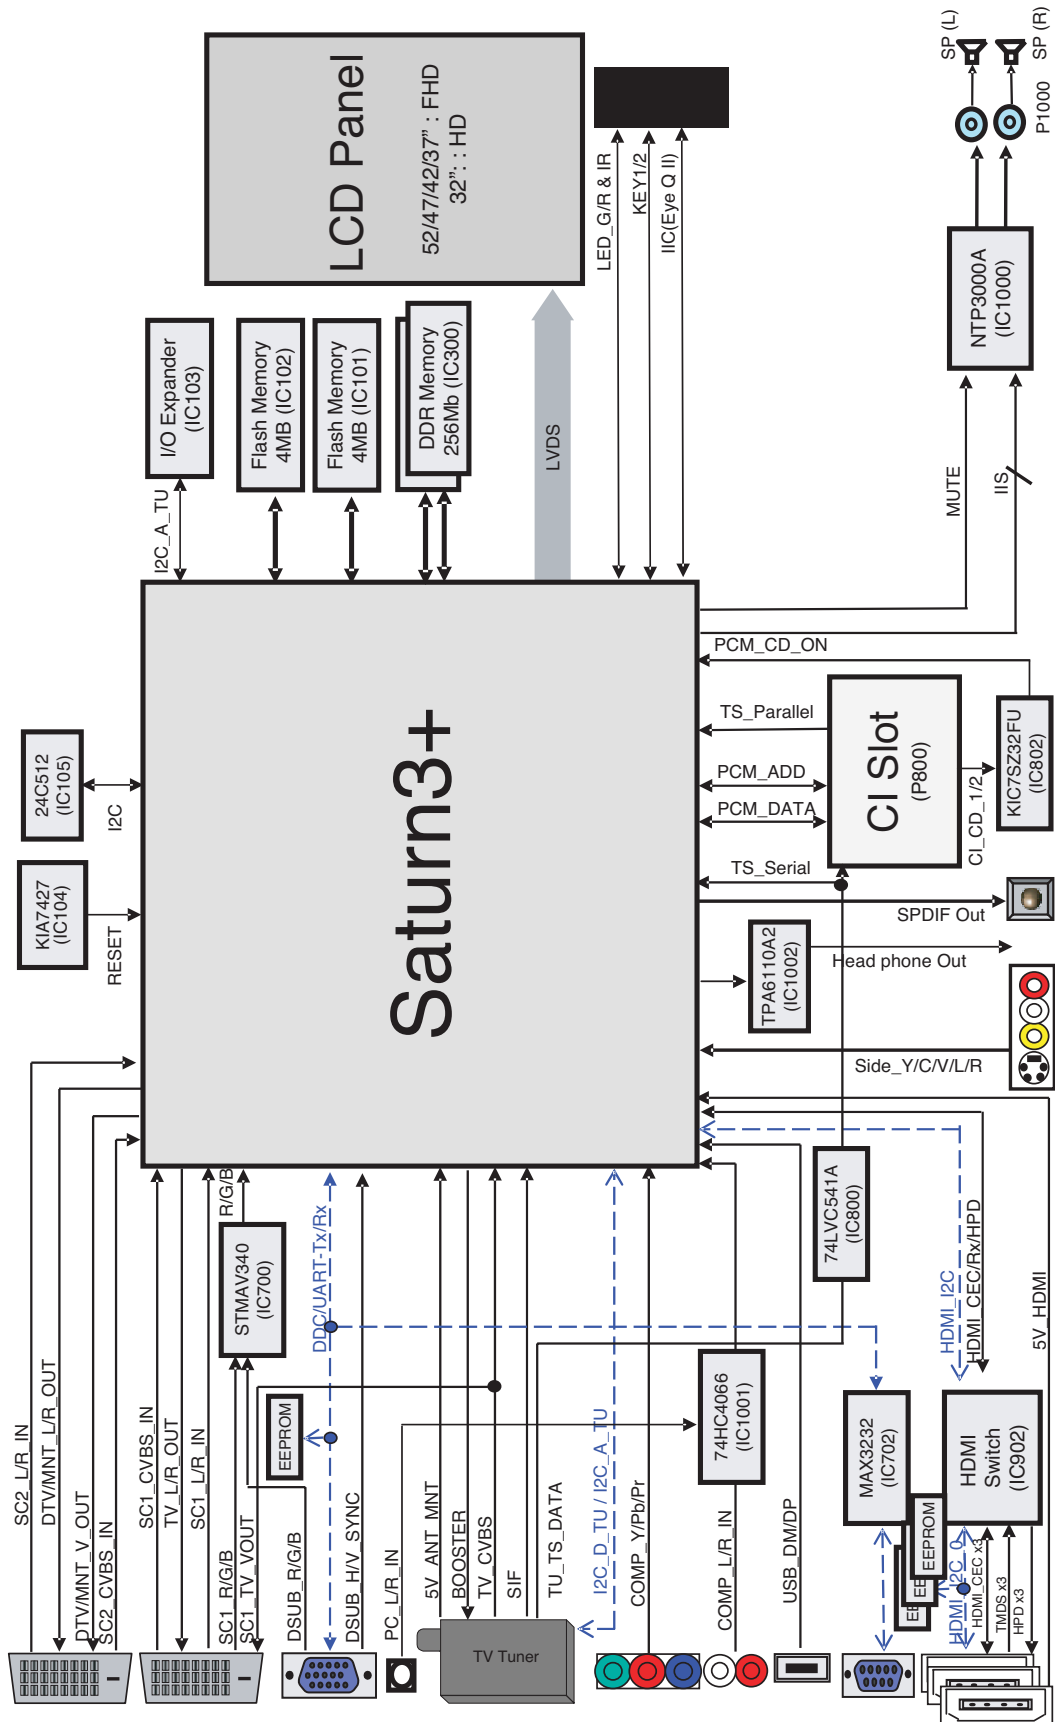 SC2_L/R_IN
DTV/MNT_L/R_OUT
DTV/MNT_V_OUT
SC2_CVBS_IN
SC1_CVBS_IN
TV_L/R_OUT
SC1_L/R_IN
SC1_R/G/B
SC1_TV_VOUT
DSUB_R/G/B
DSUB_H/V_SYNC
PC_L/R_IN
5V_ANT_MNT
BOOSTER
TV_CVBS
SIF
TU_TS_DATA
I2C_D_TU / I2C_A_TU
COMP_Y/Pb/Pr
COMP_L/R_IN
USB_DM/DP
TV Tuner
HDMI_I2C_0
HDMI_CEC x3
TMDS x3
HPD x3
EEPROM
EE
EE
EEPROM
MAX3232
(IC702)
HDMI
Switch
(IC902)
74HC4066
(IC1001)
STMAV340
(IC700)
R/G/B
DDC/UART-Tx/Rx
74LVC541A
(IC800)
HDMI_I2C
HDMI_CEC/Rx/HPD
5V_HDMI
KIA7427
(IC104)
RESET
24C512
(IC105)
I2C
Saturn3+
Side_Y/C/V/L/R
TPA6110A2
(IC1002)
Head phone Out
SPDIF Out
TS_Serial
PCM_DATA
PCM_ADD
TS_Parallel
PCM_CD_ON
CI Slot
(P800)
CI_CD_1/2
KIC7SZ32FU
(IC802)
I2C_A_TU
I/O Expander
(IC103)
Flash Memory
4MB (IC102)
Flash Memory
4MB (IC101)
DDR Memory
256Mb (IC300)
LVDS
LCD Panel
52/47/42/37” : FHD
32”: : HD
LED_G/R & IR
KEY1/2
IIC(Eye Q II)
MUTE
IIS
NTP3000A
(IC1000)
SP (L)
SP (R)
P1000